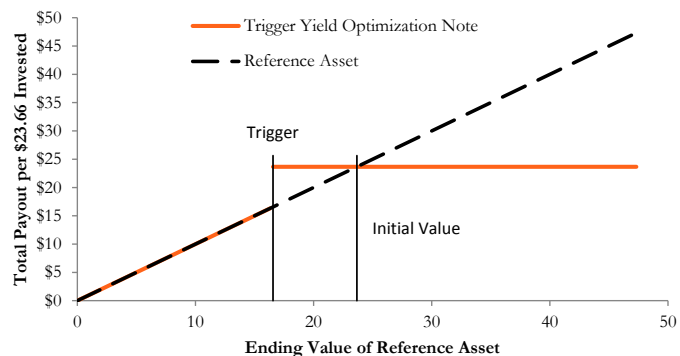 Total Payout per $23.66 Invested
$50
$45
$40
$35
$30
$25
$20
$15
$10
$5
$0
Trigger Yield Optimization Note
Reference Asset
Trigger
Initial Value
0
10
20
30
40
50
Ending Value of Reference Asset